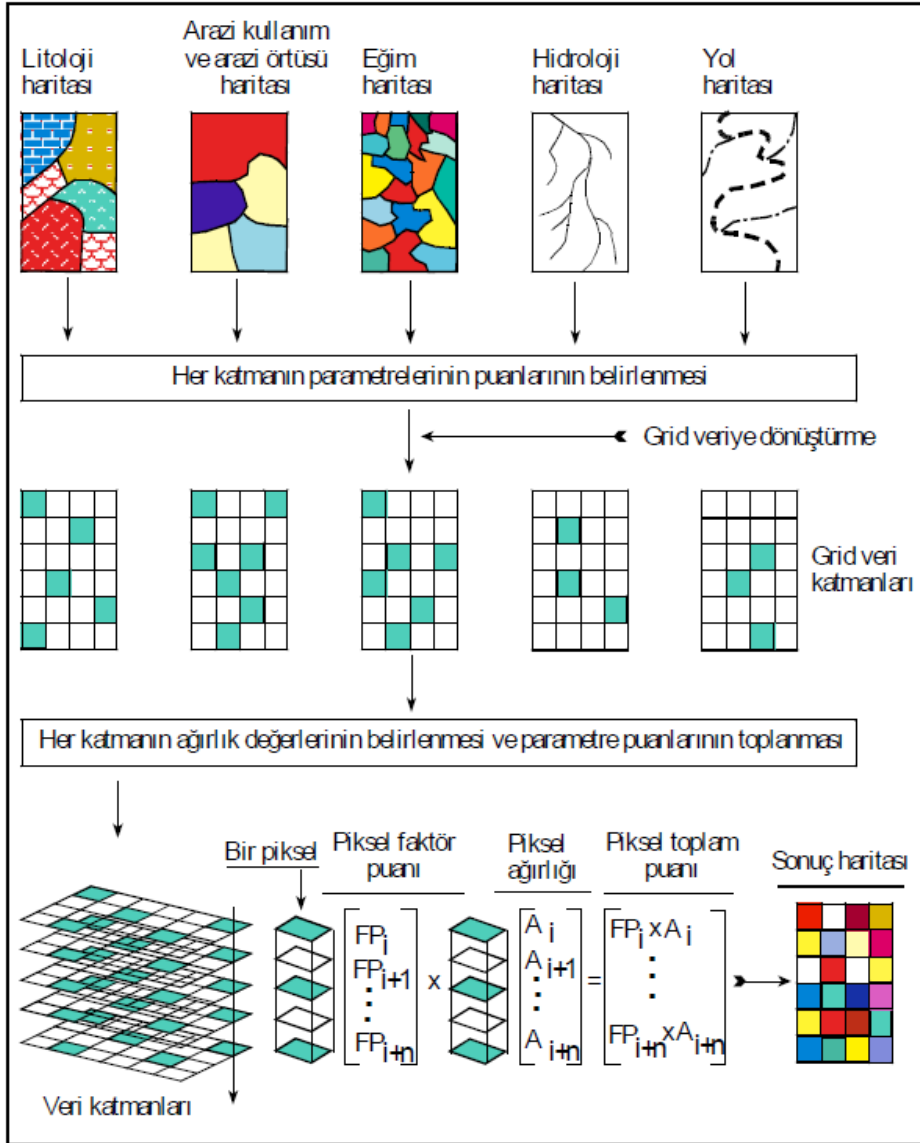 Litoloji
haritası
Arazi kullanım
ve arazi örtüsü
haritası
Eğim
haritası
Hidroloji
haritası
Yol
haritası
Her katmanın parametrelerinin puanlarının belirlenmesi
Grid veriye dönüştürme
Grid veri
katmanları
Her katmanın ağırlık değerlerinin belirlenmesi ve parametre puanlarının toplanması
Bir piksel
Piksel faktör
puanı
Piksel
ağırlığı
Piksel toplam
puanı
Sonuç haritası
FPi
FPi+1
:
FPi+n
x
Ai
Ai+1
:
Ai+n
=
FPi x Ai
:
FPi+n x Ai+n
Veri katmanları